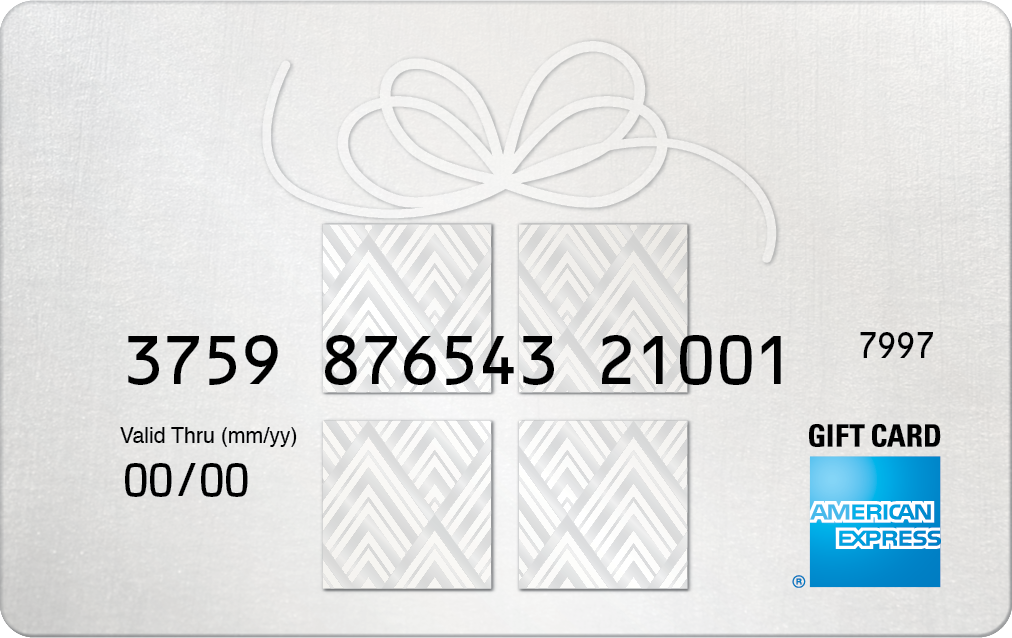 3759 876543 21001 7997
Valid Thru (mm/yy)
00/00
GIFT CARD
AMERICAN
EXPRESS
®